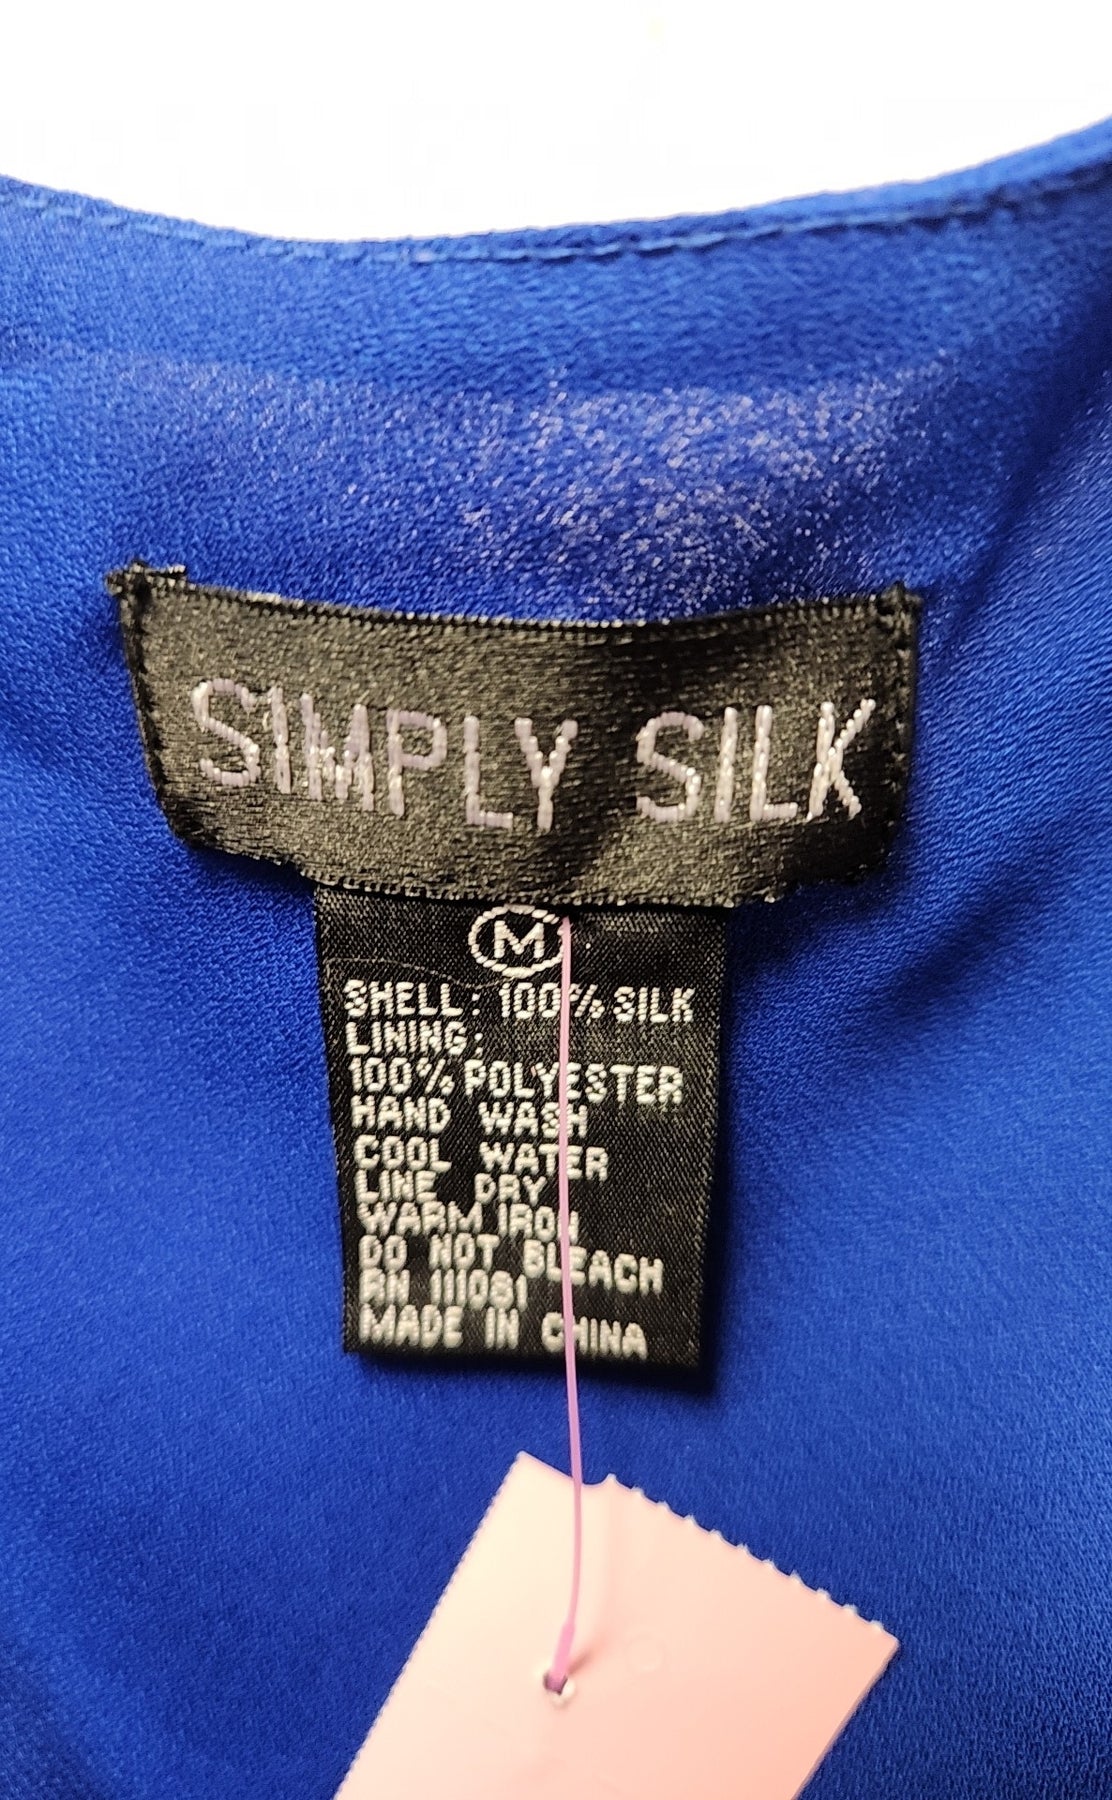 SIMPLY SILK
M
SHELL: 100% SILK
LINING:
100% POLYESTER
HAND WASH
COOL WATER
LINE DRY
WARM IRON
DO NOT BLEACH
RN 111081
MADE IN CHINA